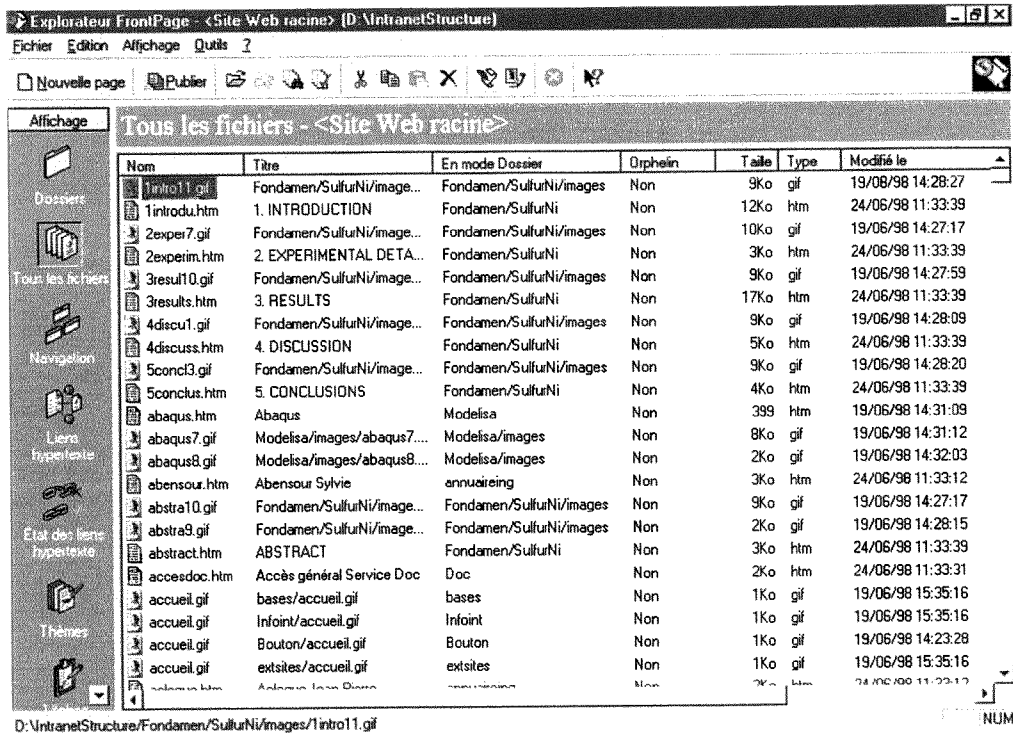 Explorateur FrontPage - <Site Web racine> (D:\IntranetStructure)
Fichier Edition Affichage Outils ?
Nouvelle page Publier
Affichage
Tous les fichiers - <Site Web racine>
Dossiers
Tous les fichiers
Navigation
Liens hypertexte
Etat des liens hypertexte
Thèmes
Nom Titre En mode Dossier Orphelin Taille Type Modifié le
1intro11.gif Fondamen/SulfurNi/image... Fondamen/SulfurNi/images Non 9Ko gif 19/06/98 14:28:27
1introdu.htm 1. INTRODUCTION Fondamen/SulfurNi Non 12Ko htm 24/06/98 11:33:39
2exper7.gif Fondamen/SulfurNi/image... Fondamen/SulfurNi/images Non 10Ko gif 19/06/98 14:27:17
2experim.htm 2. EXPERIMENTAL DETA... Fondamen/SulfurNi Non 3Ko htm 24/06/98 11:33:39
3resul10.gif Fondamen/SulfurNi/image... Fondamen/SulfurNi/images Non 9Ko gif 19/06/98 14:27:59
3results.htm 3. RESULTS Fondamen/SulfurNi Non 17Ko htm 24/06/98 11:33:39
4discu1.gif Fondamen/SulfurNi/image... Fondamen/SulfurNi/images Non 9Ko gif 19/06/98 14:28:09
4discuss.htm 4. DISCUSSION Fondamen/SulfurNi Non 5Ko htm 24/06/98 11:33:39
5concl3.gif Fondamen/SulfurNi/image... Fondamen/SulfurNi/images Non 9Ko gif 19/06/98 14:28:20
5conclus.htm 5. CONCLUSIONS Fondamen/SulfurNi Non 4Ko htm 24/06/98 11:33:39
abaqus.htm Abaqus Modelisa Non 399 htm 19/06/98 14:31:09
abaqus7.gif Modelisa/images/abaqus7.... Modelisa/images Non 8Ko gif 19/06/98 14:31:12
abaqus8.gif Modelisa/images/abaqus8.... Modelisa/images Non 2Ko gif 19/06/98 14:32:03
abensour.htm Abensour Sylvie annuaireing Non 3Ko htm 24/06/98 11:33:12
abstra10.gif Fondamen/SulfurNi/image... Fondamen/SulfurNi/images Non 9Ko gif 19/06/98 14:27:17
abstra9.gif Fondamen/SulfurNi/image... Fondamen/SulfurNi/images Non 2Ko gif 19/06/98 14:28:15
abstract.htm ABSTRACT Fondamen/SulfurNi Non 3Ko htm 24/06/98 11:33:39
accesdoc.htm Accès général Service Doc Doc Non 2Ko htm 24/06/98 11:33:31
accueil.gif bases/accueil.gif bases Non 1Ko gif 19/06/98 15:35:16
accueil.gif Infoint/accueil.gif Infoint Non 1Ko gif 19/06/98 15:35:16
accueil.gif Bouton/accueil.gif Bouton Non 1Ko gif 19/06/98 14:23:28
accueil.gif extsites/accueil.gif extsites Non 1Ko gif 19/06/98 15:35:16
D:\IntranetStructure/Fondamen/SulfurNi/images/1intro11.gif
NUM